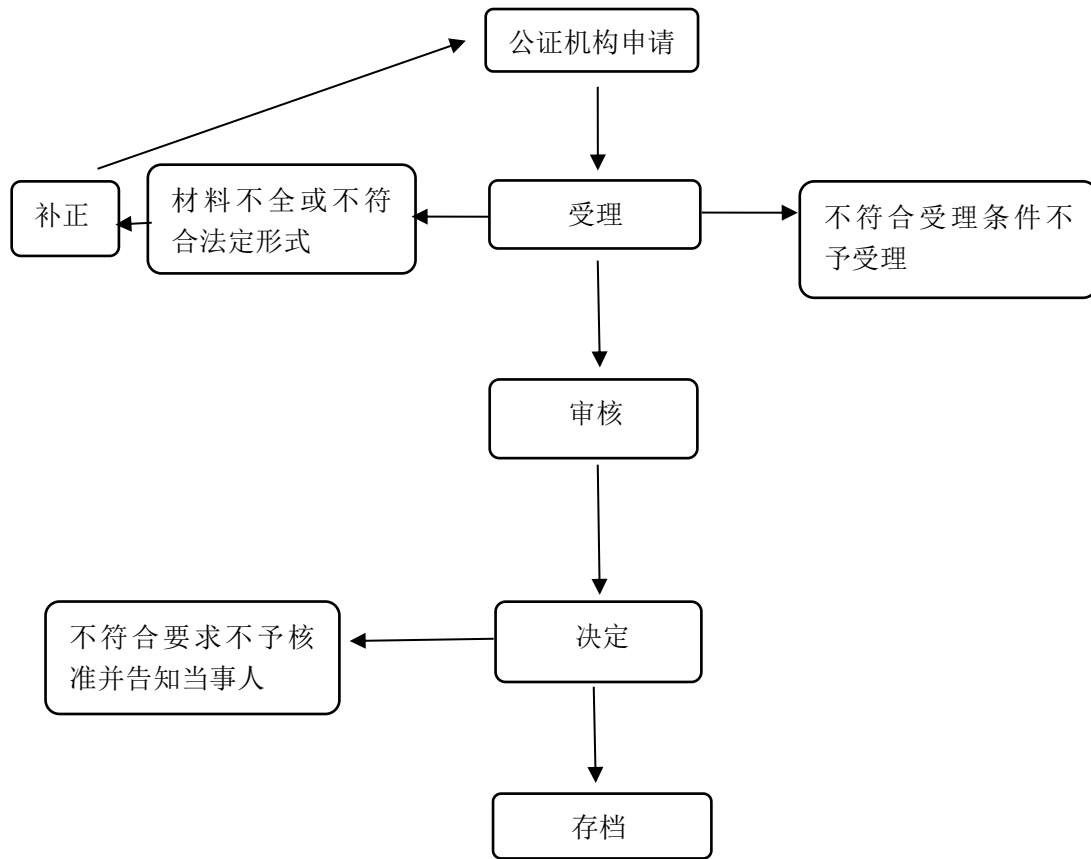 公证机构申请
补正
材料不全或不符
合法定形式
受理
不符合受理条件不
予受理
审核
不符合要求不予核
准并告知当事人
决定
存档